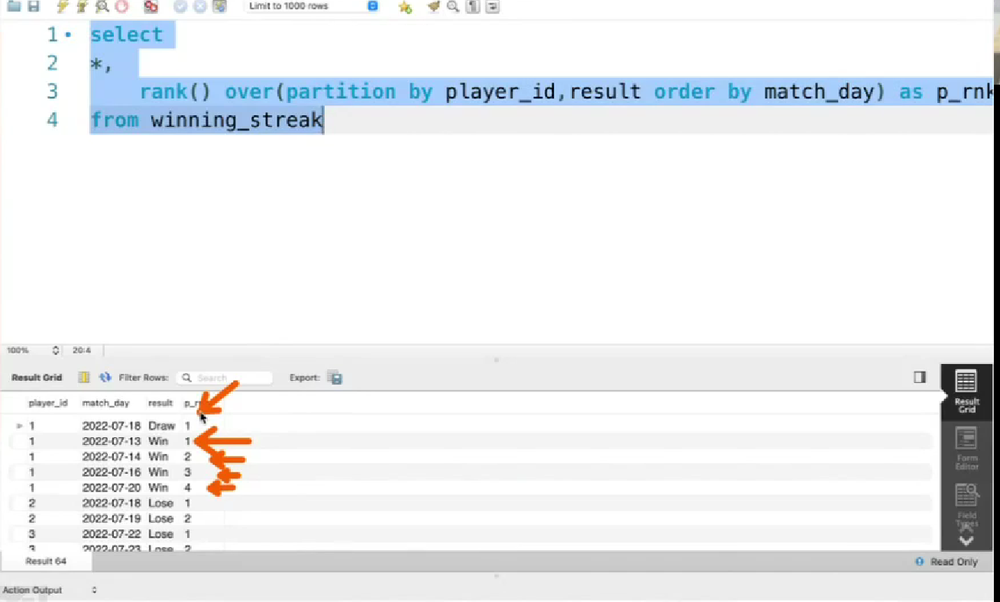 Limit to 1000 rows
1 select
2 *,
3 rank() over(partition by player_id,result order by match_day) as p_rnk
4 from winning_streak
100% 20:4
Result Grid Filter Rows: Search Export:
player_id match_day result p_r
1 2022-07-18 Draw 1
1 2022-07-13 Win 1
1 2022-07-14 Win 2
1 2022-07-16 Win 3
1 2022-07-20 Win 4
2 2022-07-18 Lose 1
2 2022-07-19 Lose 2
3 2022-07-22 Lose 1
3 2022-07-23 Lose 2
Result
Grid
Form
Editor
Field
Types
Result 64 Read Only
Action Output